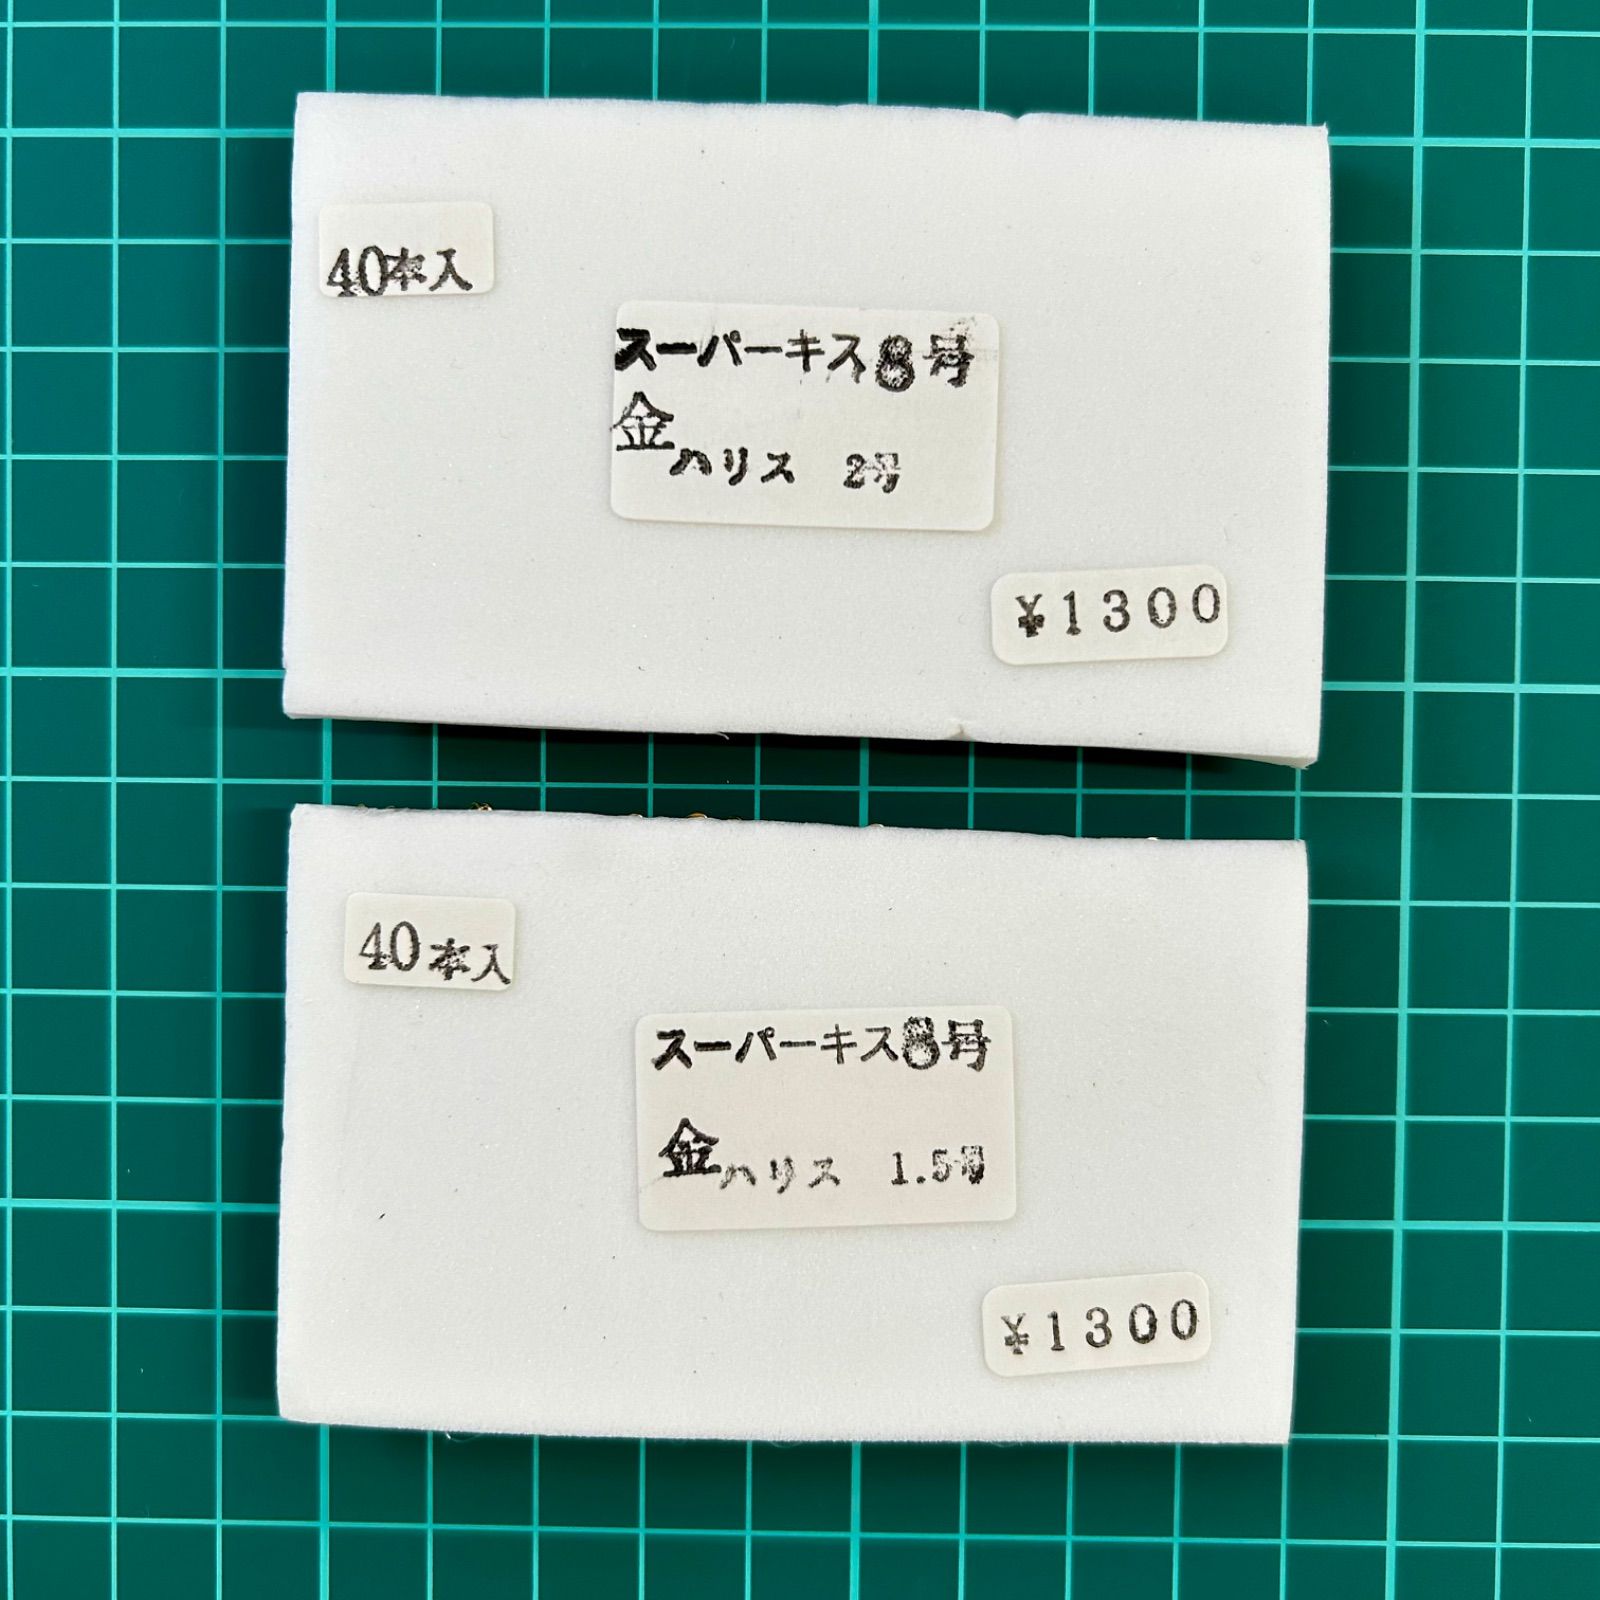 40本入
スーパーキス8号
金
ハリス 2号
¥1300
40本入
スーパーキス8号
金
ハリス 1.5号
¥1300